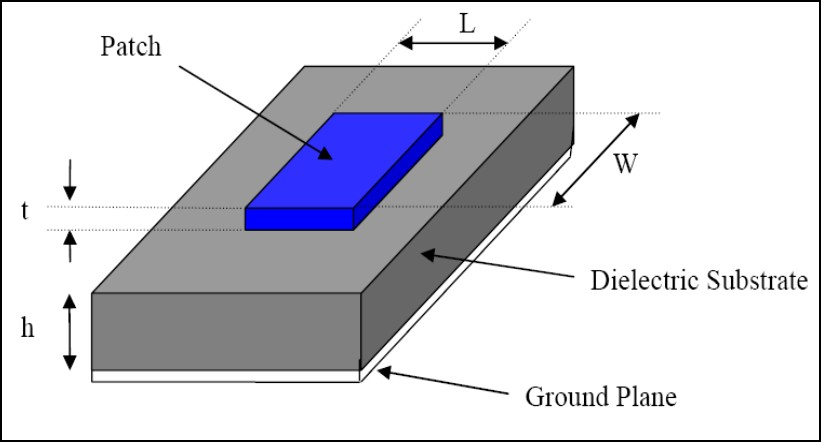 L
Patch
W
t
Dielectric Substrate
h
Ground Plane